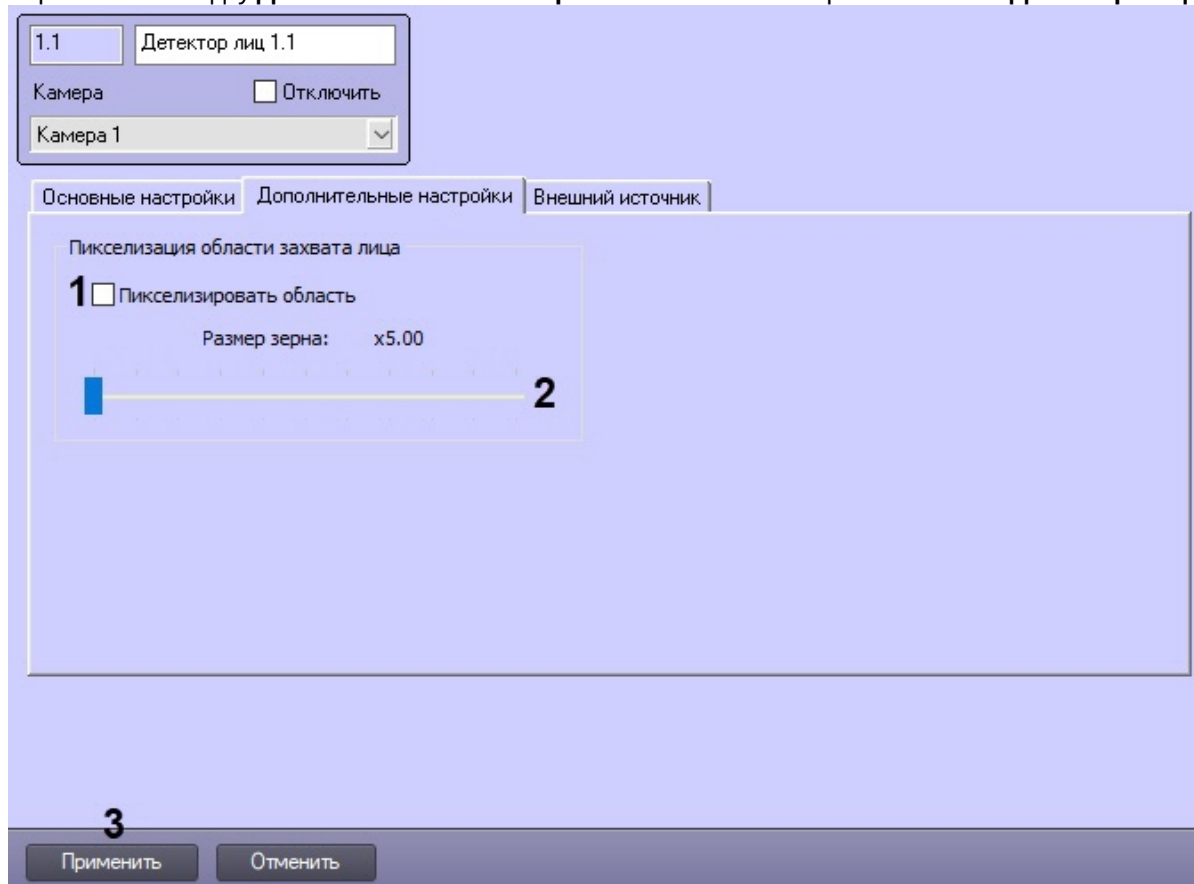 1.1 Детектор лиц 1.1
Камера Отключить
Камера 1
Основные настройки Дополнительные настройки Внешний источник
Пикселизация области захвата лица
1 Пикселизировать область
Размер зерна: x5.00
2
3
Применить Отменить